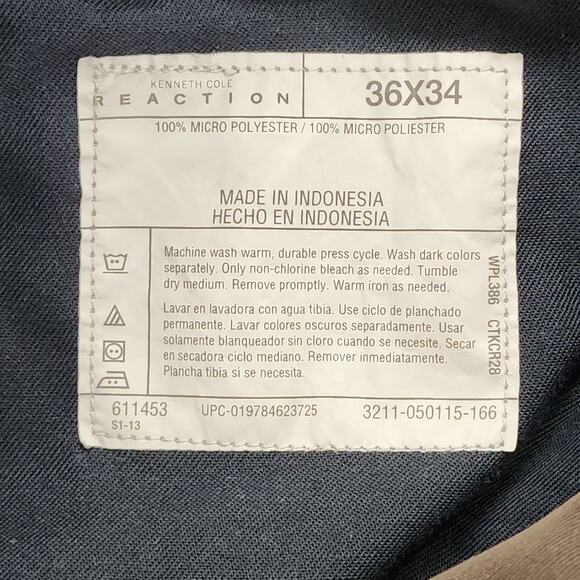 KENNETH COLE
REACTION
36X34
100% MICRO POLYESTER / 100% MICRO POLIESTER
MADE IN INDONESIA
HECHO EN INDONESIA
Machine wash warm, durable press cycle. Wash dark colors
separately. Only non-chlorine bleach as needed. Tumble
dry medium. Remove promptly. Warm iron as needed.
Lavar en lavadora con agua tibia. Use ciclo de planchado
permanente. Lavar colores oscuros separadamente. Usar
solamente blanqueador sin cloro cuando se necesite. Secar
en secadora ciclo mediano. Remover inmediatamente.
Plancha tibia si se necesita.
WPL386 CTKCR28
611453
S1-13
UPC-019784623725
3211-050115-166